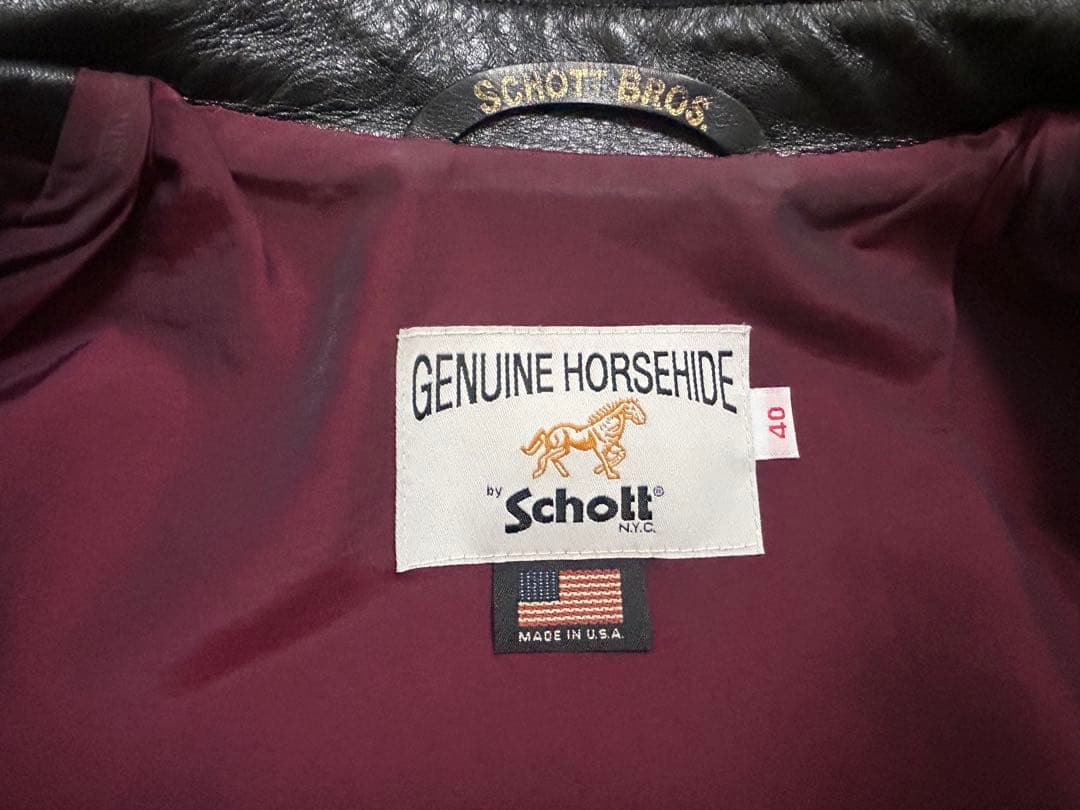 SCHOTT BROS.
GENUINE HORSEHIDE
40
by Schott®
N.Y.C.
MADE IN U.S.A.